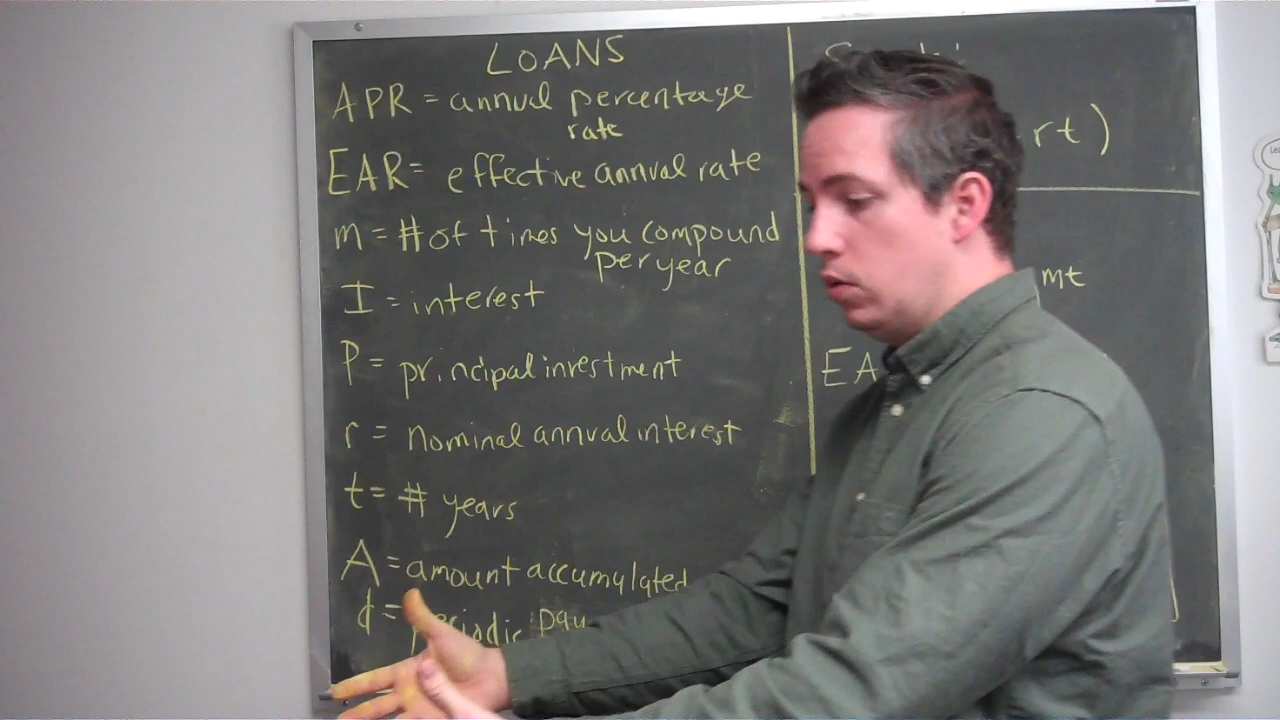 LOANS
APR = annual percentage
rate
EAR = effective annual rate
m = # of times you compound
per year
I = interest
P = principal investment
r = nominal annual interest
t = # years
A = amount accumulated
d = periodic
rt )
mt
EA